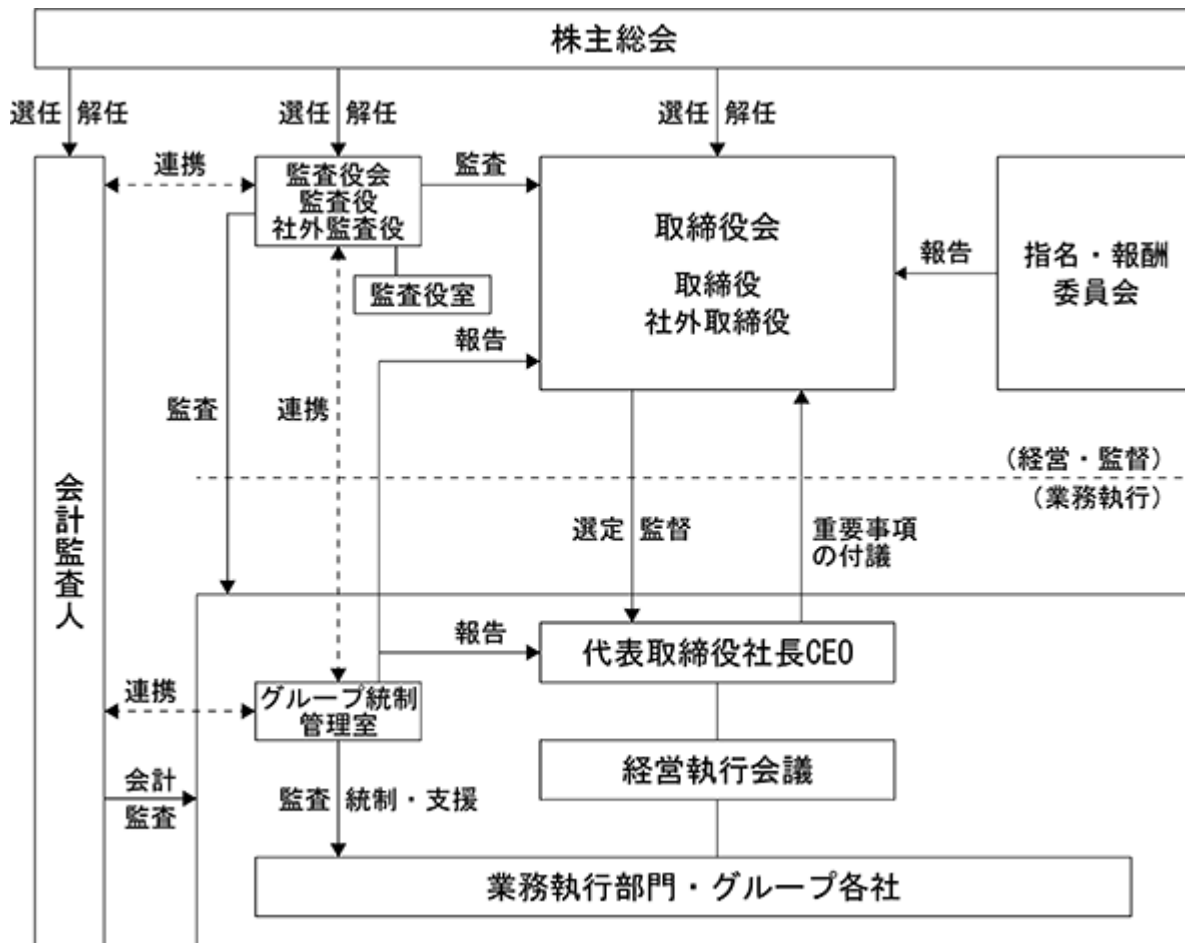 株主総会
選任 解任
選任 解任
選任 解任
連携
監査役会
監査役
社外監査役
監査
取締役会
取締役
社外取締役
報告
指名・報酬
委員会
監査役室
報告
監査
連携
(経営・監督)
(業務執行)
会計監査人
選定 監督
重要事項
の付議
報告
代表取締役社長CEO
連携
グループ統制
管理室
経営執行会議
会計
監査
監査 統制・支援
業務執行部門・グループ各社